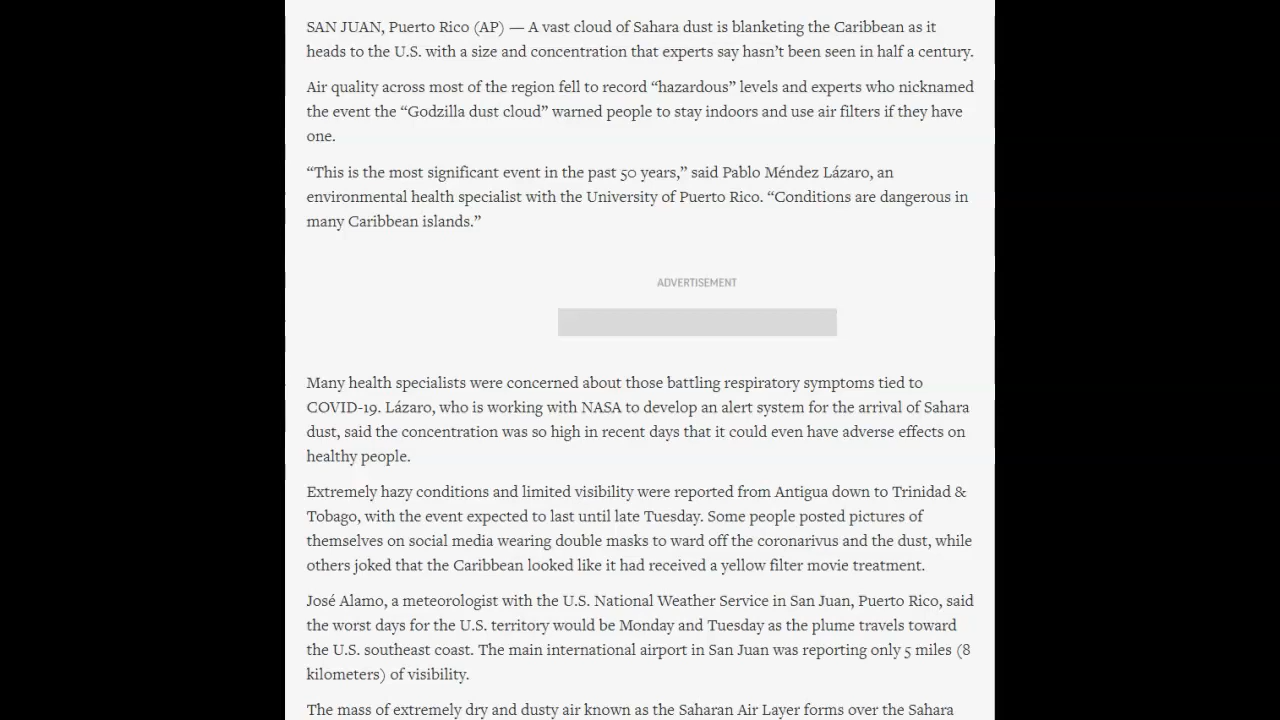 SAN JUAN, Puerto Rico (AP) — A vast cloud of Sahara dust is blanketing the Caribbean as it
heads to the U.S. with a size and concentration that experts say hasn’t been seen in half a century.
Air quality across most of the region fell to record “hazardous” levels and experts who nicknamed
the event the “Godzilla dust cloud” warned people to stay indoors and use air filters if they have
one.
“This is the most significant event in the past 50 years,” said Pablo Méndez Lázaro, an
environmental health specialist with the University of Puerto Rico. “Conditions are dangerous in
many Caribbean islands.”
ADVERTISEMENT
Many health specialists were concerned about those battling respiratory symptoms tied to
COVID-19. Lázaro, who is working with NASA to develop an alert system for the arrival of Sahara
dust, said the concentration was so high in recent days that it could even have adverse effects on
healthy people.
Extremely hazy conditions and limited visibility were reported from Antigua down to Trinidad &
Tobago, with the event expected to last until late Tuesday. Some people posted pictures of
themselves on social media wearing double masks to ward off the coronarivus and the dust, while
others joked that the Caribbean looked like it had received a yellow filter movie treatment.
José Alamo, a meteorologist with the U.S. National Weather Service in San Juan, Puerto Rico, said
the worst days for the U.S. territory would be Monday and Tuesday as the plume travels toward
the U.S. southeast coast. The main international airport in San Juan was reporting only 5 miles (8
kilometers) of visibility.
The mass of extremely dry and dusty air known as the Saharan Air Layer forms over the Sahara